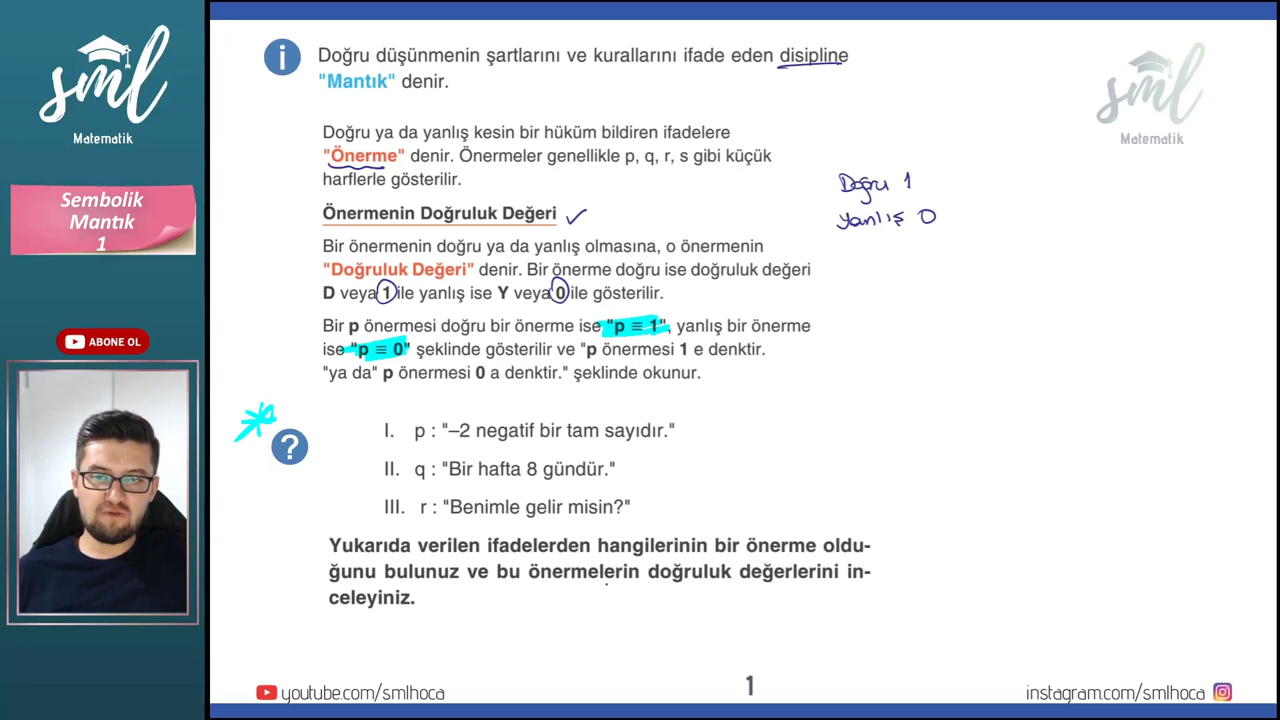 sml
Matematik
Sembolik
Mantık
1
ABONE OL
i
Doğru düşünmenin şartlarını ve kurallarını ifade eden disipline
"Mantık" denir.
sml
Matematik
Doğru ya da yanlış kesin bir hüküm bildiren ifadelere
"Önerme" denir. Önermeler genellikle p, q, r, s gibi küçük
harflerle gösterilir.
Doğru 1
yanlış 0
Önermenin Doğruluk Değeri
Bir önermenin doğru ya da yanlış olmasına, o önermenin
"Doğruluk Değeri" denir. Bir önerme doğru ise doğruluk değeri
D veya 1 ile yanlış ise Y veya 0 ile gösterilir.
Bir p önermesi doğru bir önerme ise "p ≡ 1", yanlış bir önerme
ise "p ≡ 0" şeklinde gösterilir ve "p önermesi 1 e denktir.
"ya da" p önermesi 0 a denktir." şeklinde okunur.
?
I. p : "–2 negatif bir tam sayıdır."
II. q : "Bir hafta 8 gündür."
III. r : "Benimle gelir misin?"
Yukarıda verilen ifadelerden hangilerinin bir önerme oldu-
ğunu bulunuz ve bu önermelerin doğruluk değerlerini in-
celeyiniz.
youtube.com/smlhoca
1
instagram.com/smlhoca